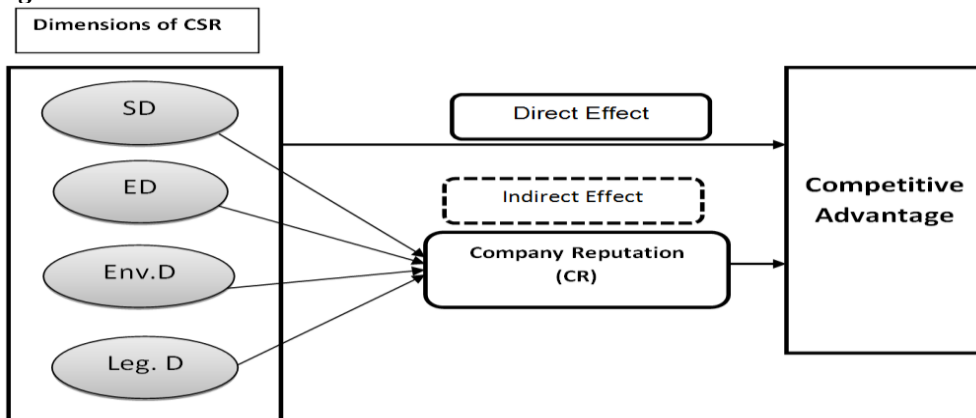 Dimensions of CSR
SD
ED
Env.D
Leg. D
Direct Effect
Indirect Effect
Company Reputation
(CR)
Competitive
Advantage